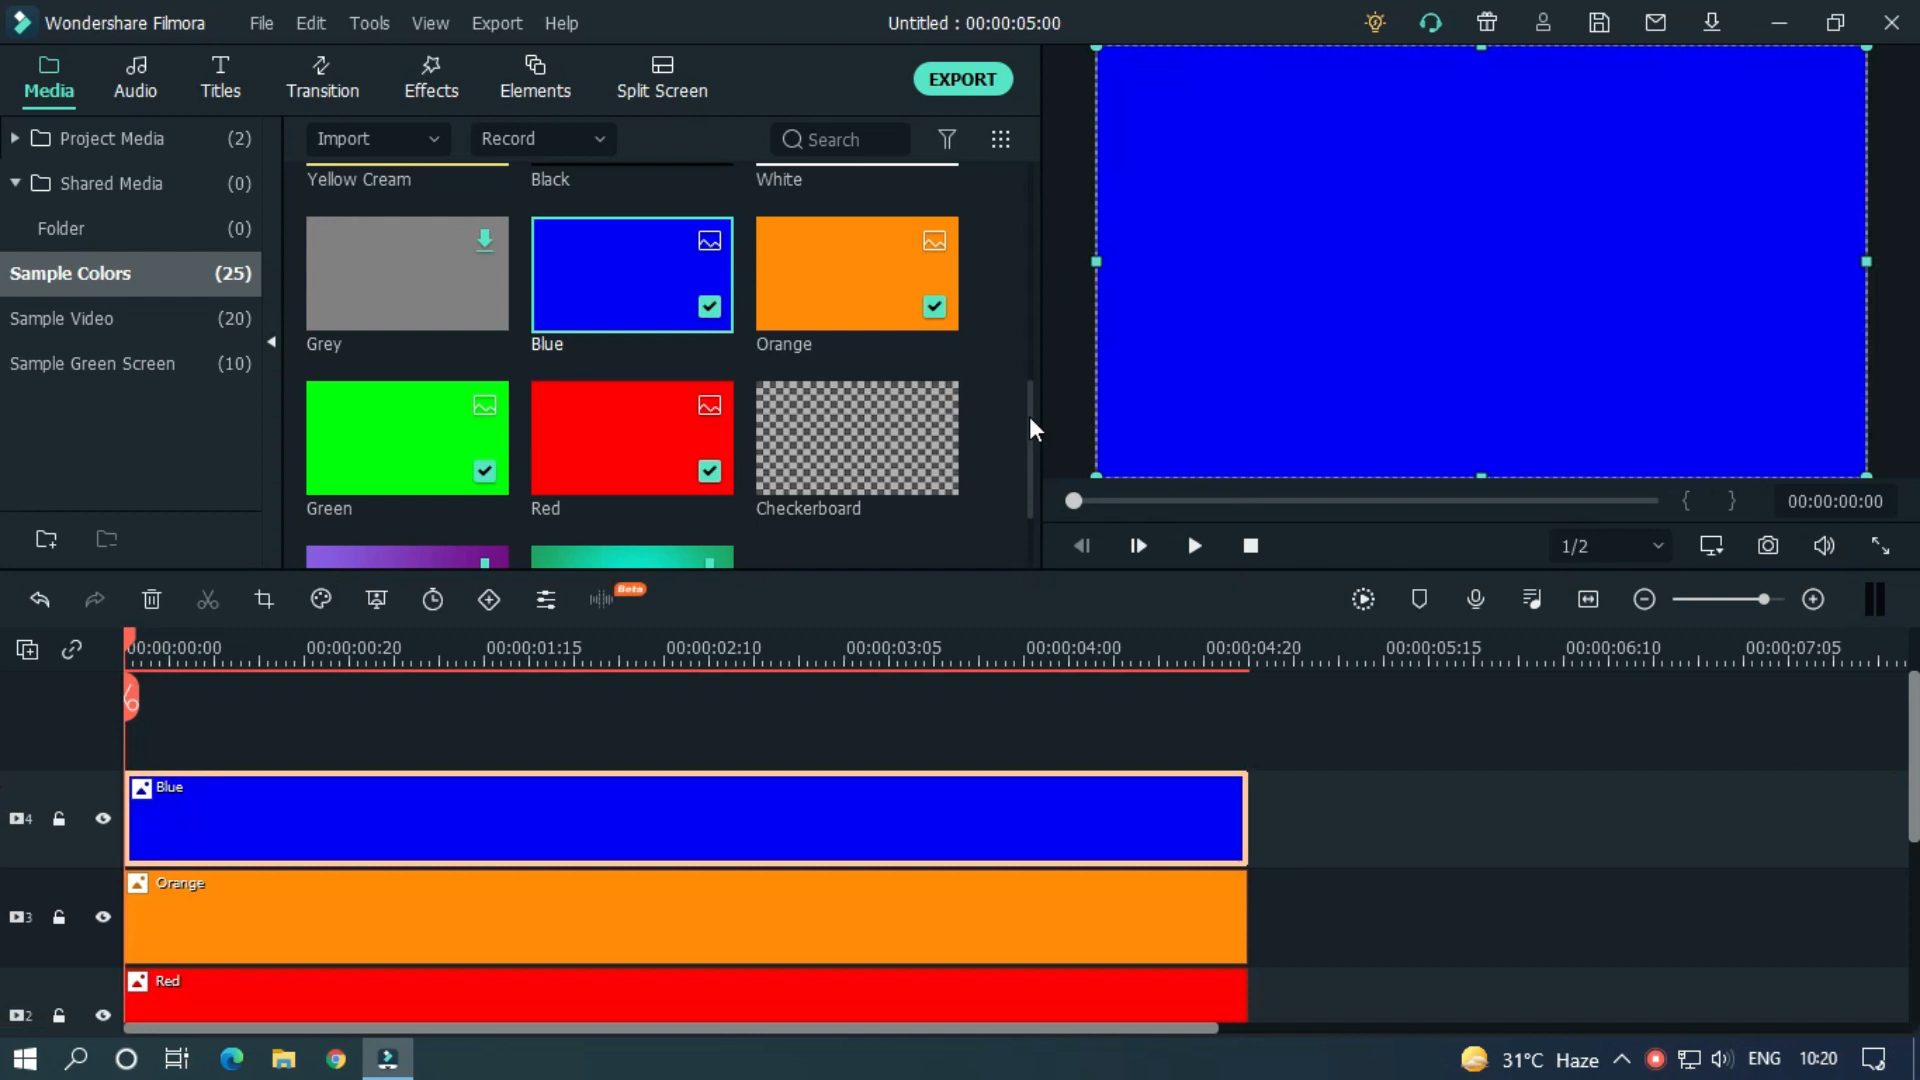 Wondershare Filmora File Edit Tools View Export Help Untitled : 00:00:05:00
Media Audio Titles Transition Effects Elements Split Screen EXPORT
Project Media (2)
Shared Media (0)
Folder (0)
Sample Colors (25)
Sample Video (20)
Sample Green Screen (10)
Import Record Search
Yellow Cream Black White
Grey Blue Orange
Green Red Checkerboard
{ } 00:00:00:00
1/2
Beta
00:00:00:00 00:00:00:20 00:00:01:15 00:00:02:10 00:00:03:05 00:00:04:00 00:00:04:20 00:00:05:15 00:00:06:10 00:00:07:05
Blue
4
Orange
3
Red
2
31°C Haze ENG 10:20